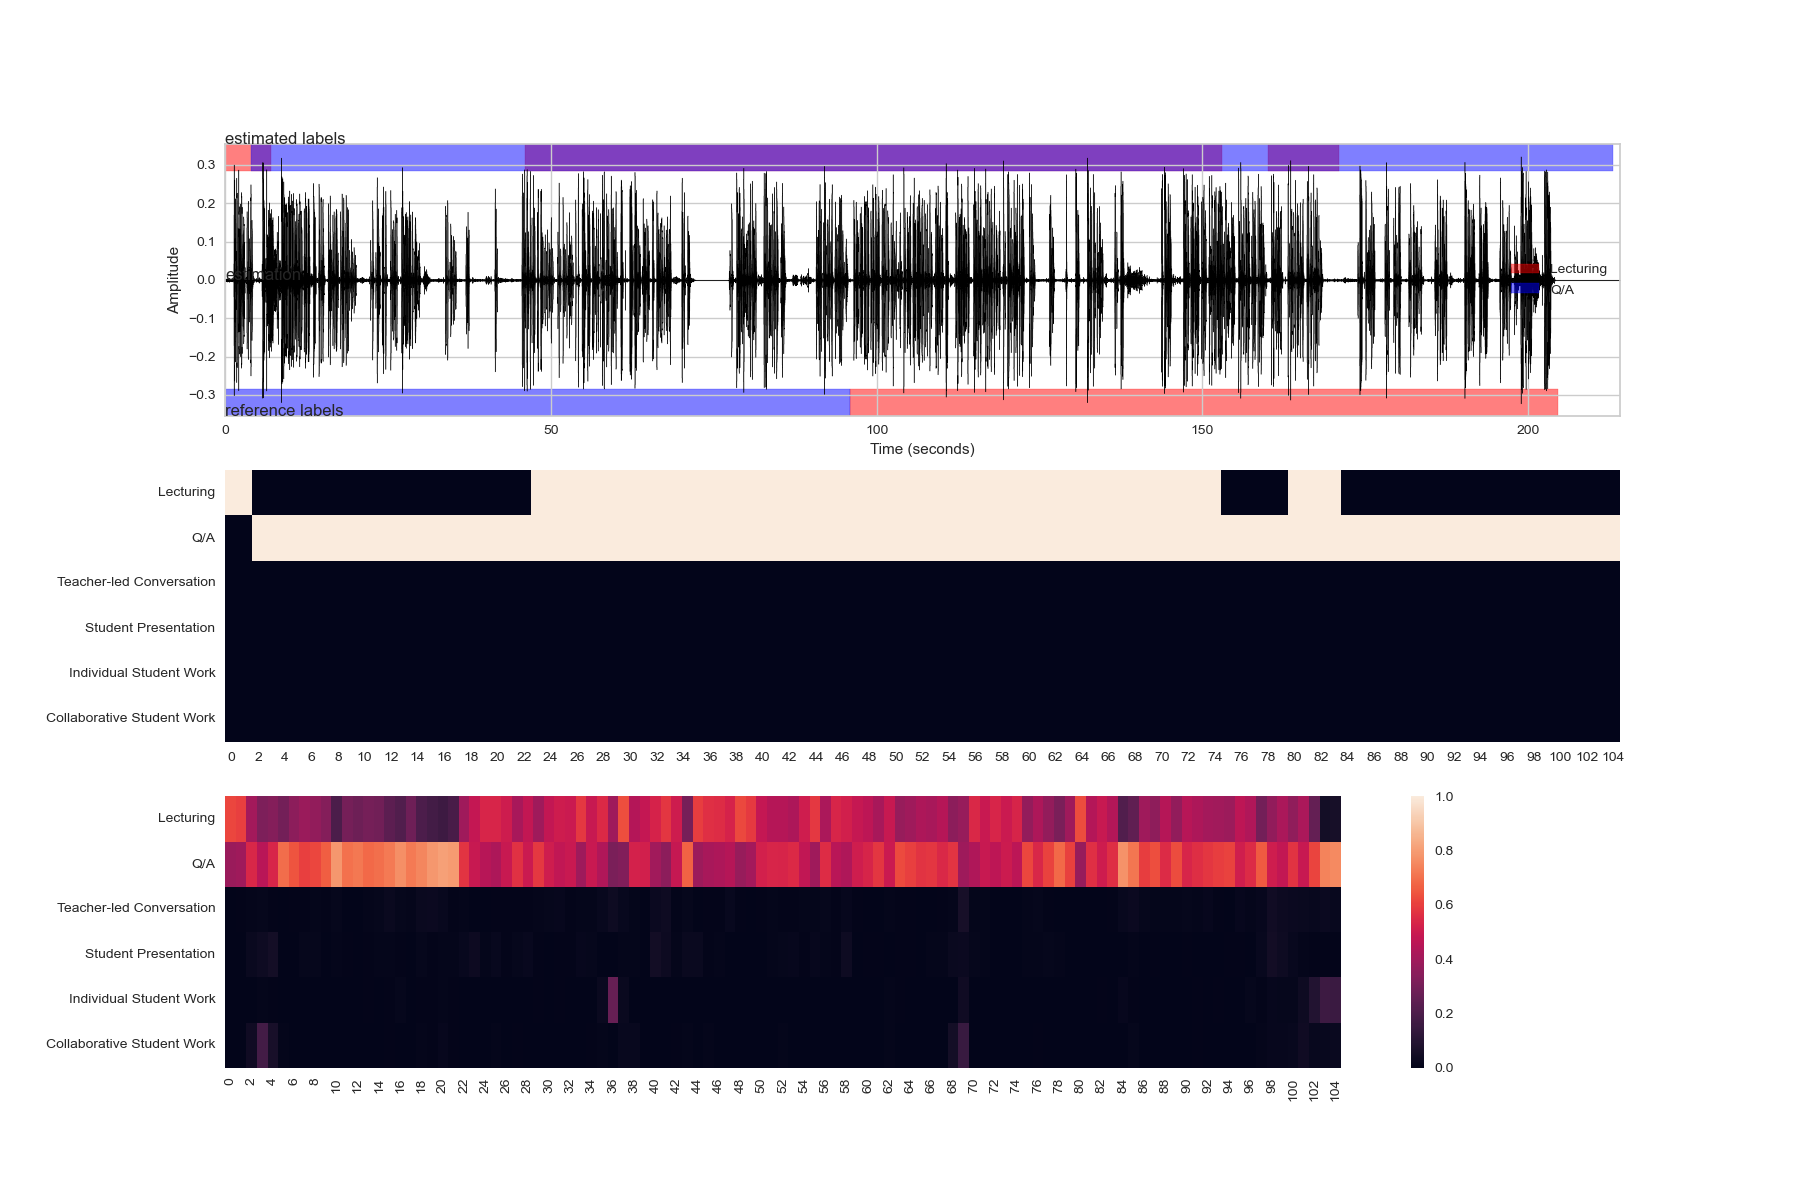 estimated labels
0.3
0.2
0.1
0.0
−0.1
−0.2
−0.3
Amplitude
estimation
Lecturing
Q/A
reference labels
0 50 100 150 200
Time (seconds)
Lecturing
Q/A
Teacher-led Conversation
Student Presentation
Individual Student Work
Collaborative Student Work
0 2 4 6 8 10 12 14 16 18 20 22 24 26 28 30 32 34 36 38 40 42 44 46 48 50 52 54 56 58 60 62 64 66 68 70 72 74 76 78 80 82 84 86 88 90 92 94 96 98 100 102 104
Lecturing
Q/A
Teacher-led Conversation
Student Presentation
Individual Student Work
Collaborative Student Work
0 2 4 6 8 10 12 14 16 18 20 22 24 26 28 30 32 34 36 38 40 42 44 46 48 50 52 54 56 58 60 62 64 66 68 70 72 74 76 78 80 82 84 86 88 90 92 94 96 98 100 102 104
1.0
0.8
0.6
0.4
0.2
0.0